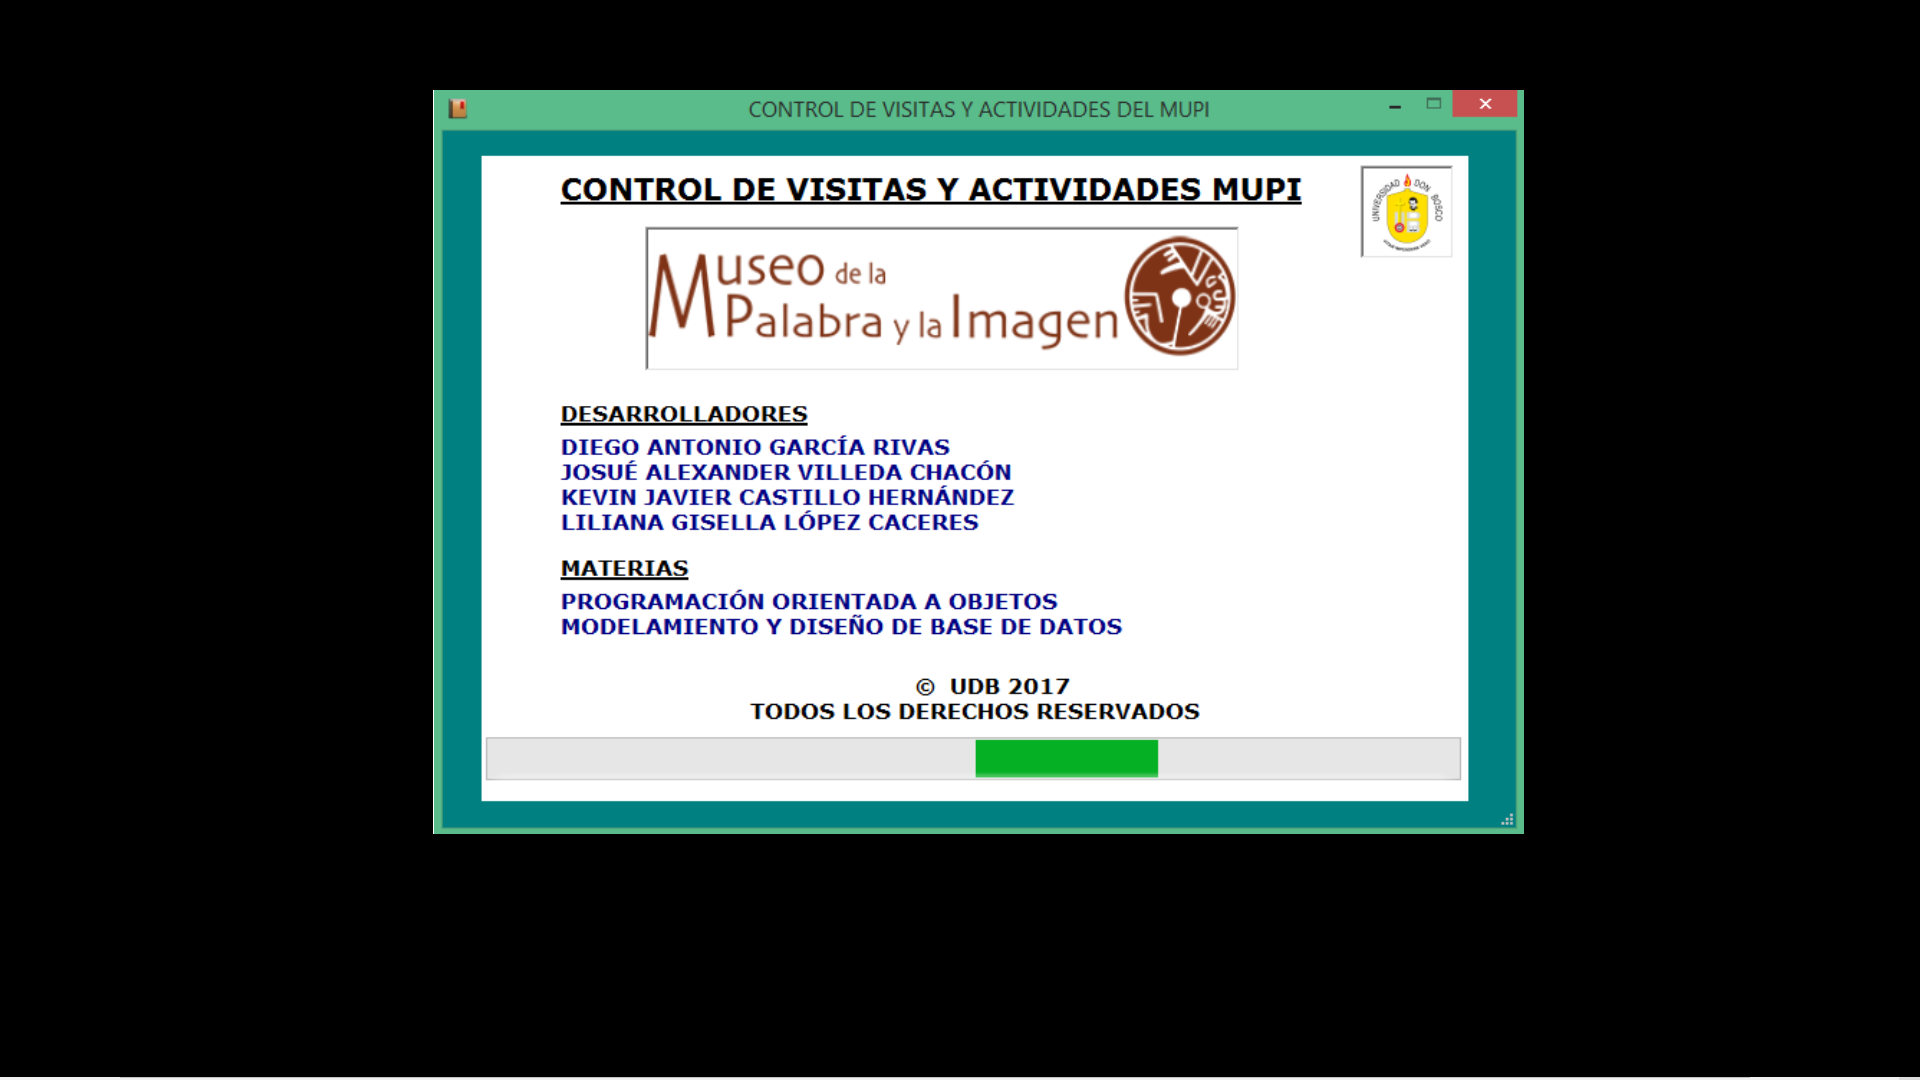 CONTROL DE VISITAS Y ACTIVIDADES DEL MUPI
CONTROL DE VISITAS Y ACTIVIDADES MUPI
UNIVERSIDAD DON BOSCO
Museo de la
Palabra y la Imagen
DESARROLLADORES
DIEGO ANTONIO GARCÍA RIVAS
JOSUÉ ALEXANDER VILLEDA CHACÓN
KEVIN JAVIER CASTILLO HERNÁNDEZ
LILIANA GISELLA LÓPEZ CACERES
MATERIAS
PROGRAMACIÓN ORIENTADA A OBJETOS
MODELAMIENTO Y DISEÑO DE BASE DE DATOS
© UDB 2017
TODOS LOS DERECHOS RESERVADOS